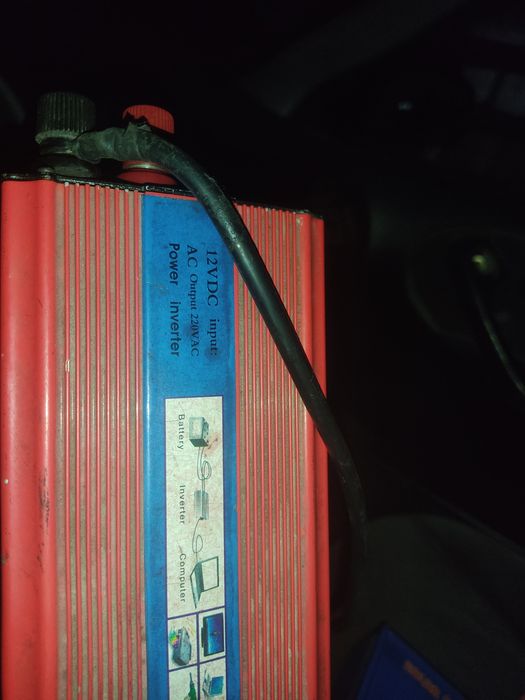 12VDC input:
AC Output 220VAC
Power inverter
Battery
Inverter
Computer